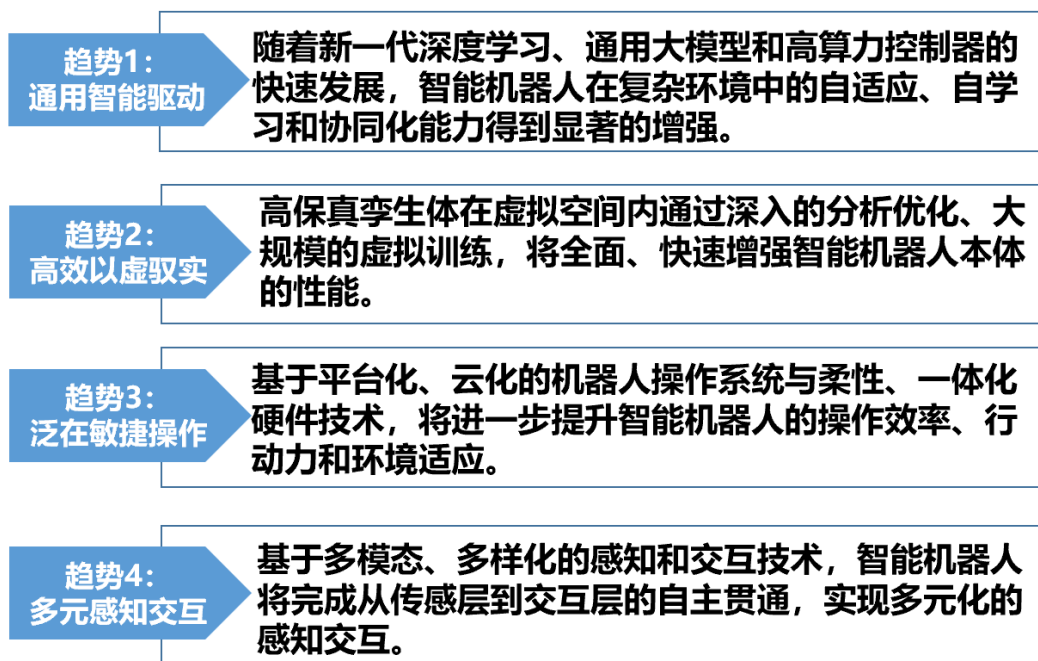 趋势1：
通用智能驱动
随着新一代深度学习、通用大模型和高算力控制器的
快速发展，智能机器人在复杂环境中的自适应、自学
习和协同化能力得到显著的增强。
趋势2：
高效以虚驭实
高保真孪生体在虚拟空间内通过深入的分析优化、大
规模的虚拟训练，将全面、快速增强智能机器人本体
的性能。
趋势3：
泛在敏捷操作
基于平台化、云化的机器人操作系统与柔性、一体化
硬件技术，将进一步提升智能机器人的操作效率、行
动力和环境适应。
趋势4：
多元感知交互
基于多模态、多样化的感知和交互技术，智能机器人
将完成从传感层到交互层的自主贯通，实现多元化的
感知交互。